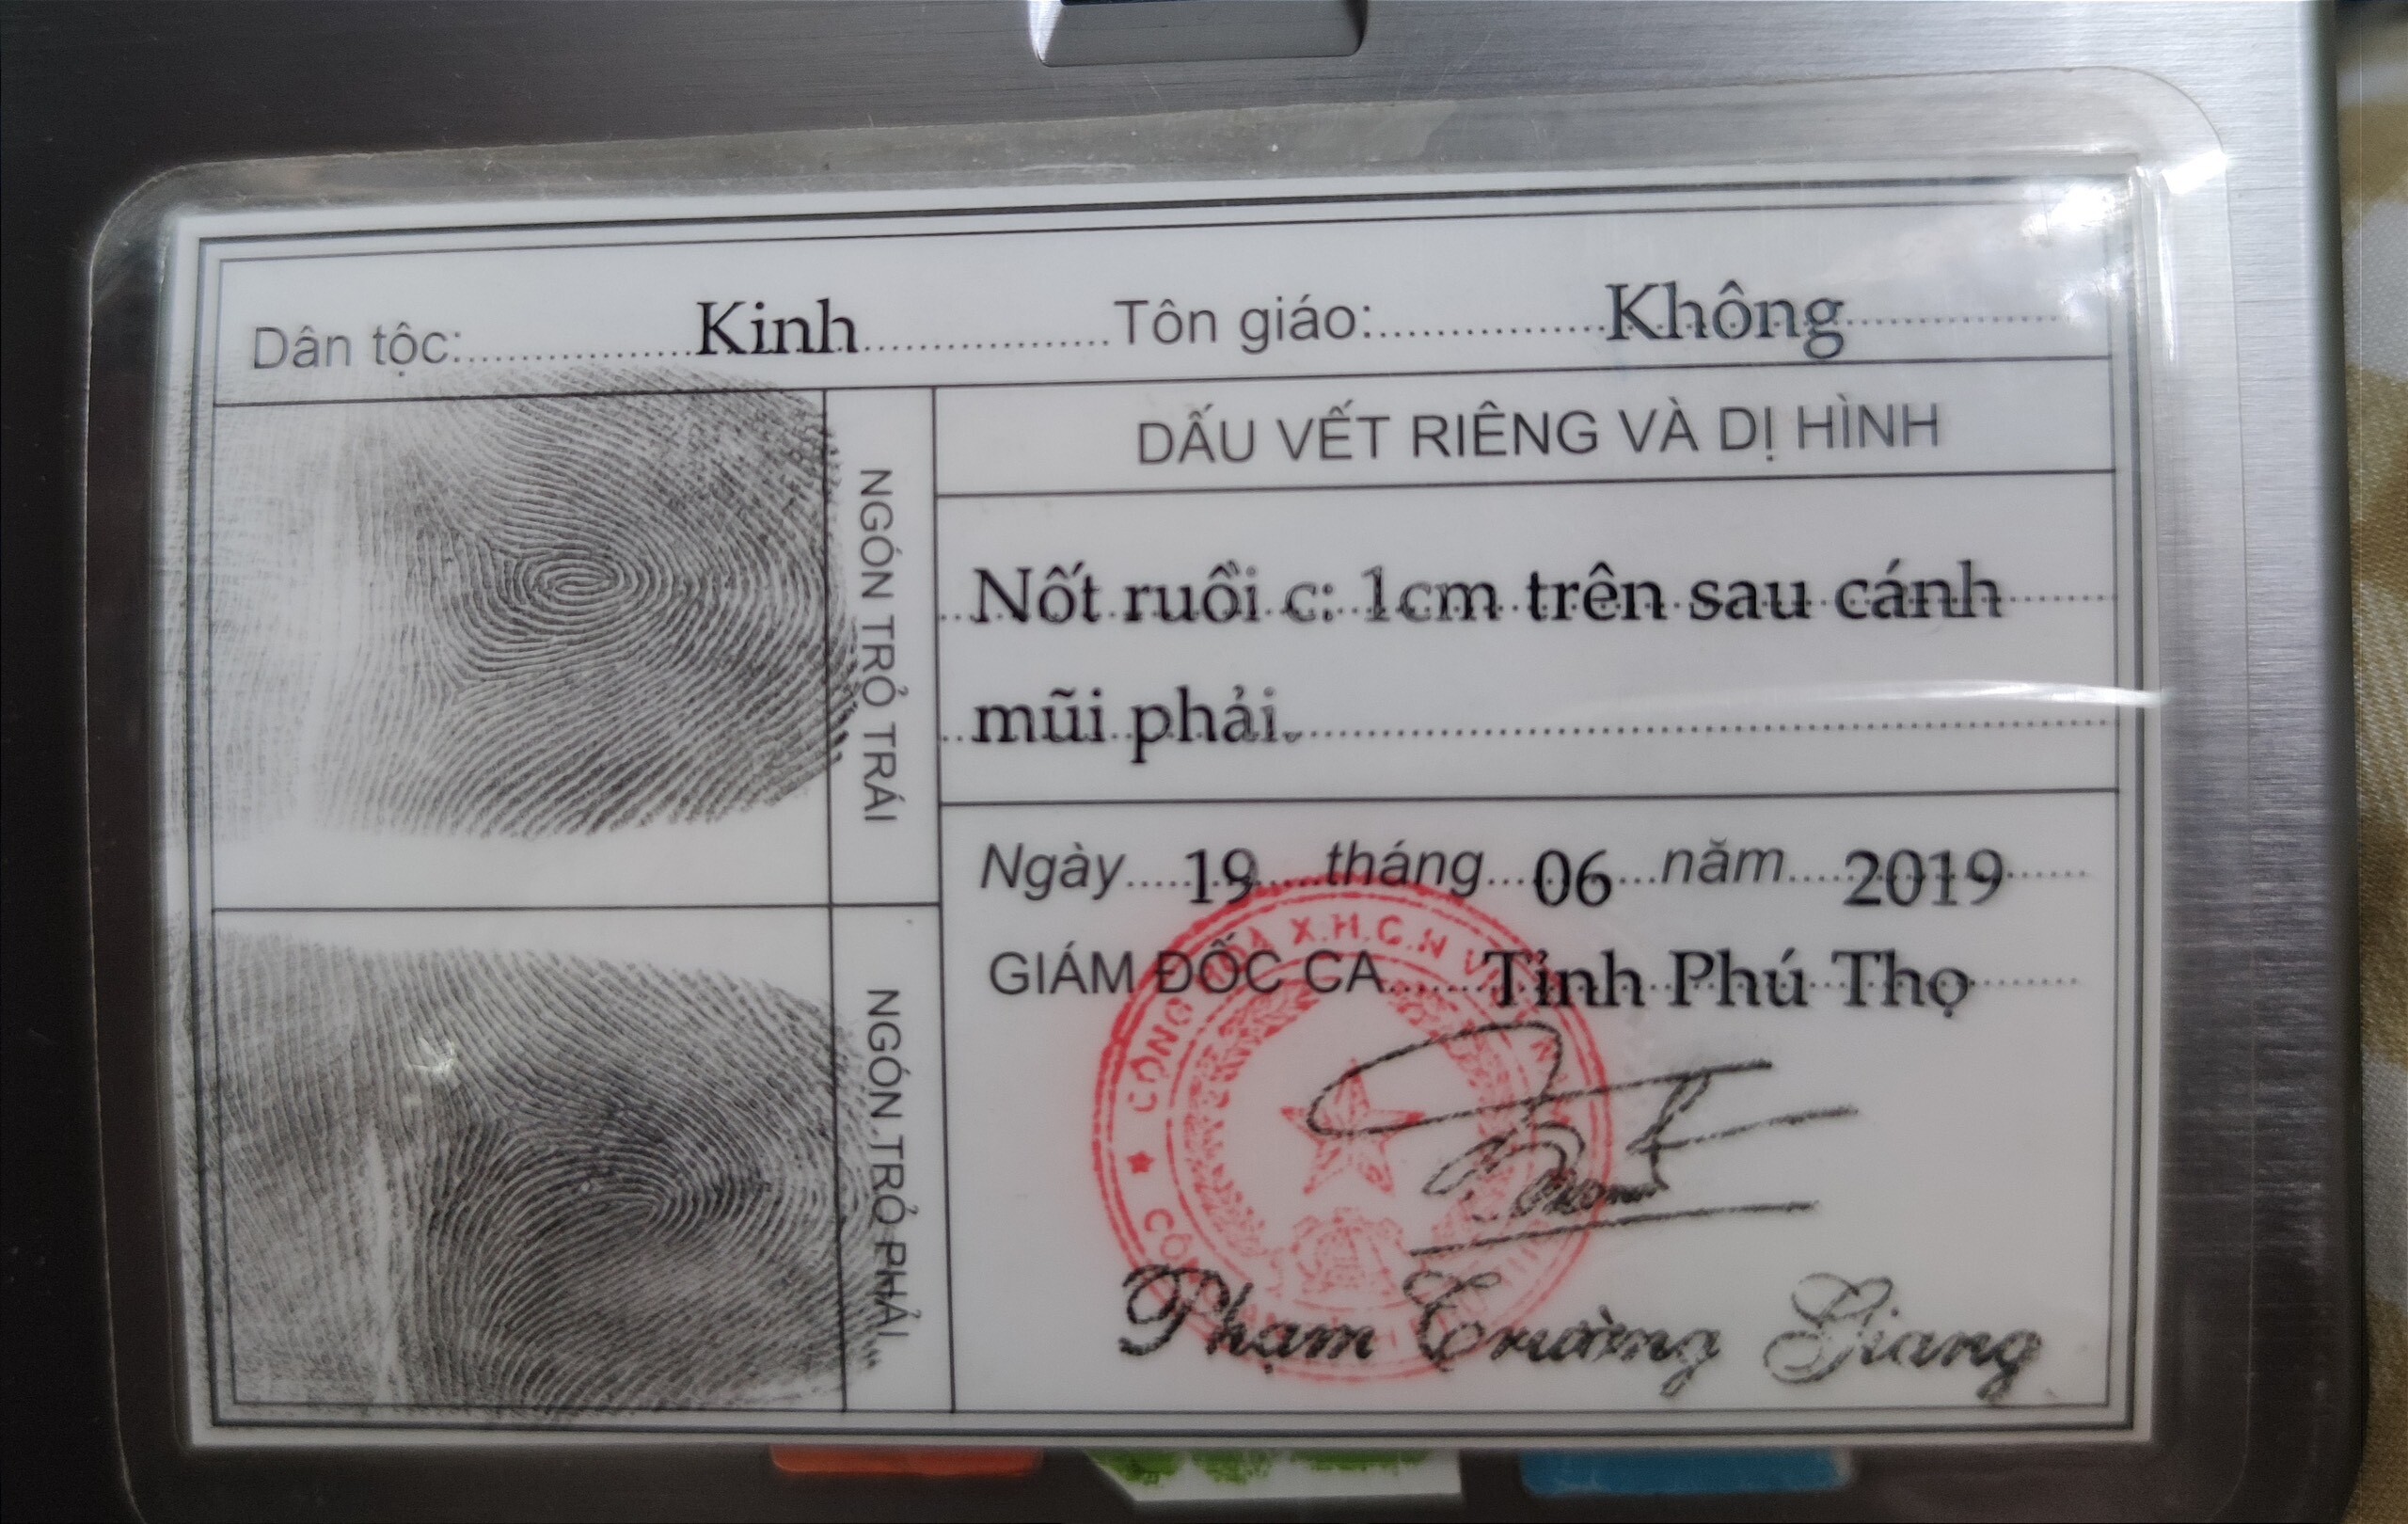 Dân tộc: Kinh Tôn giáo: Không
NGÓN TRỎ TRÁI
DẤU VẾT RIÊNG VÀ DỊ HÌNH
Nốt ruồi c: 1cm trên sau cánh
mũi phải.
Ngày 19 tháng 06 năm 2019
GIÁM ĐỐC CA Tỉnh Phú Thọ
NGÓN TRỎ PHẢI
CỘNG HÒA X.H.C.N
Phạm Trường Giang